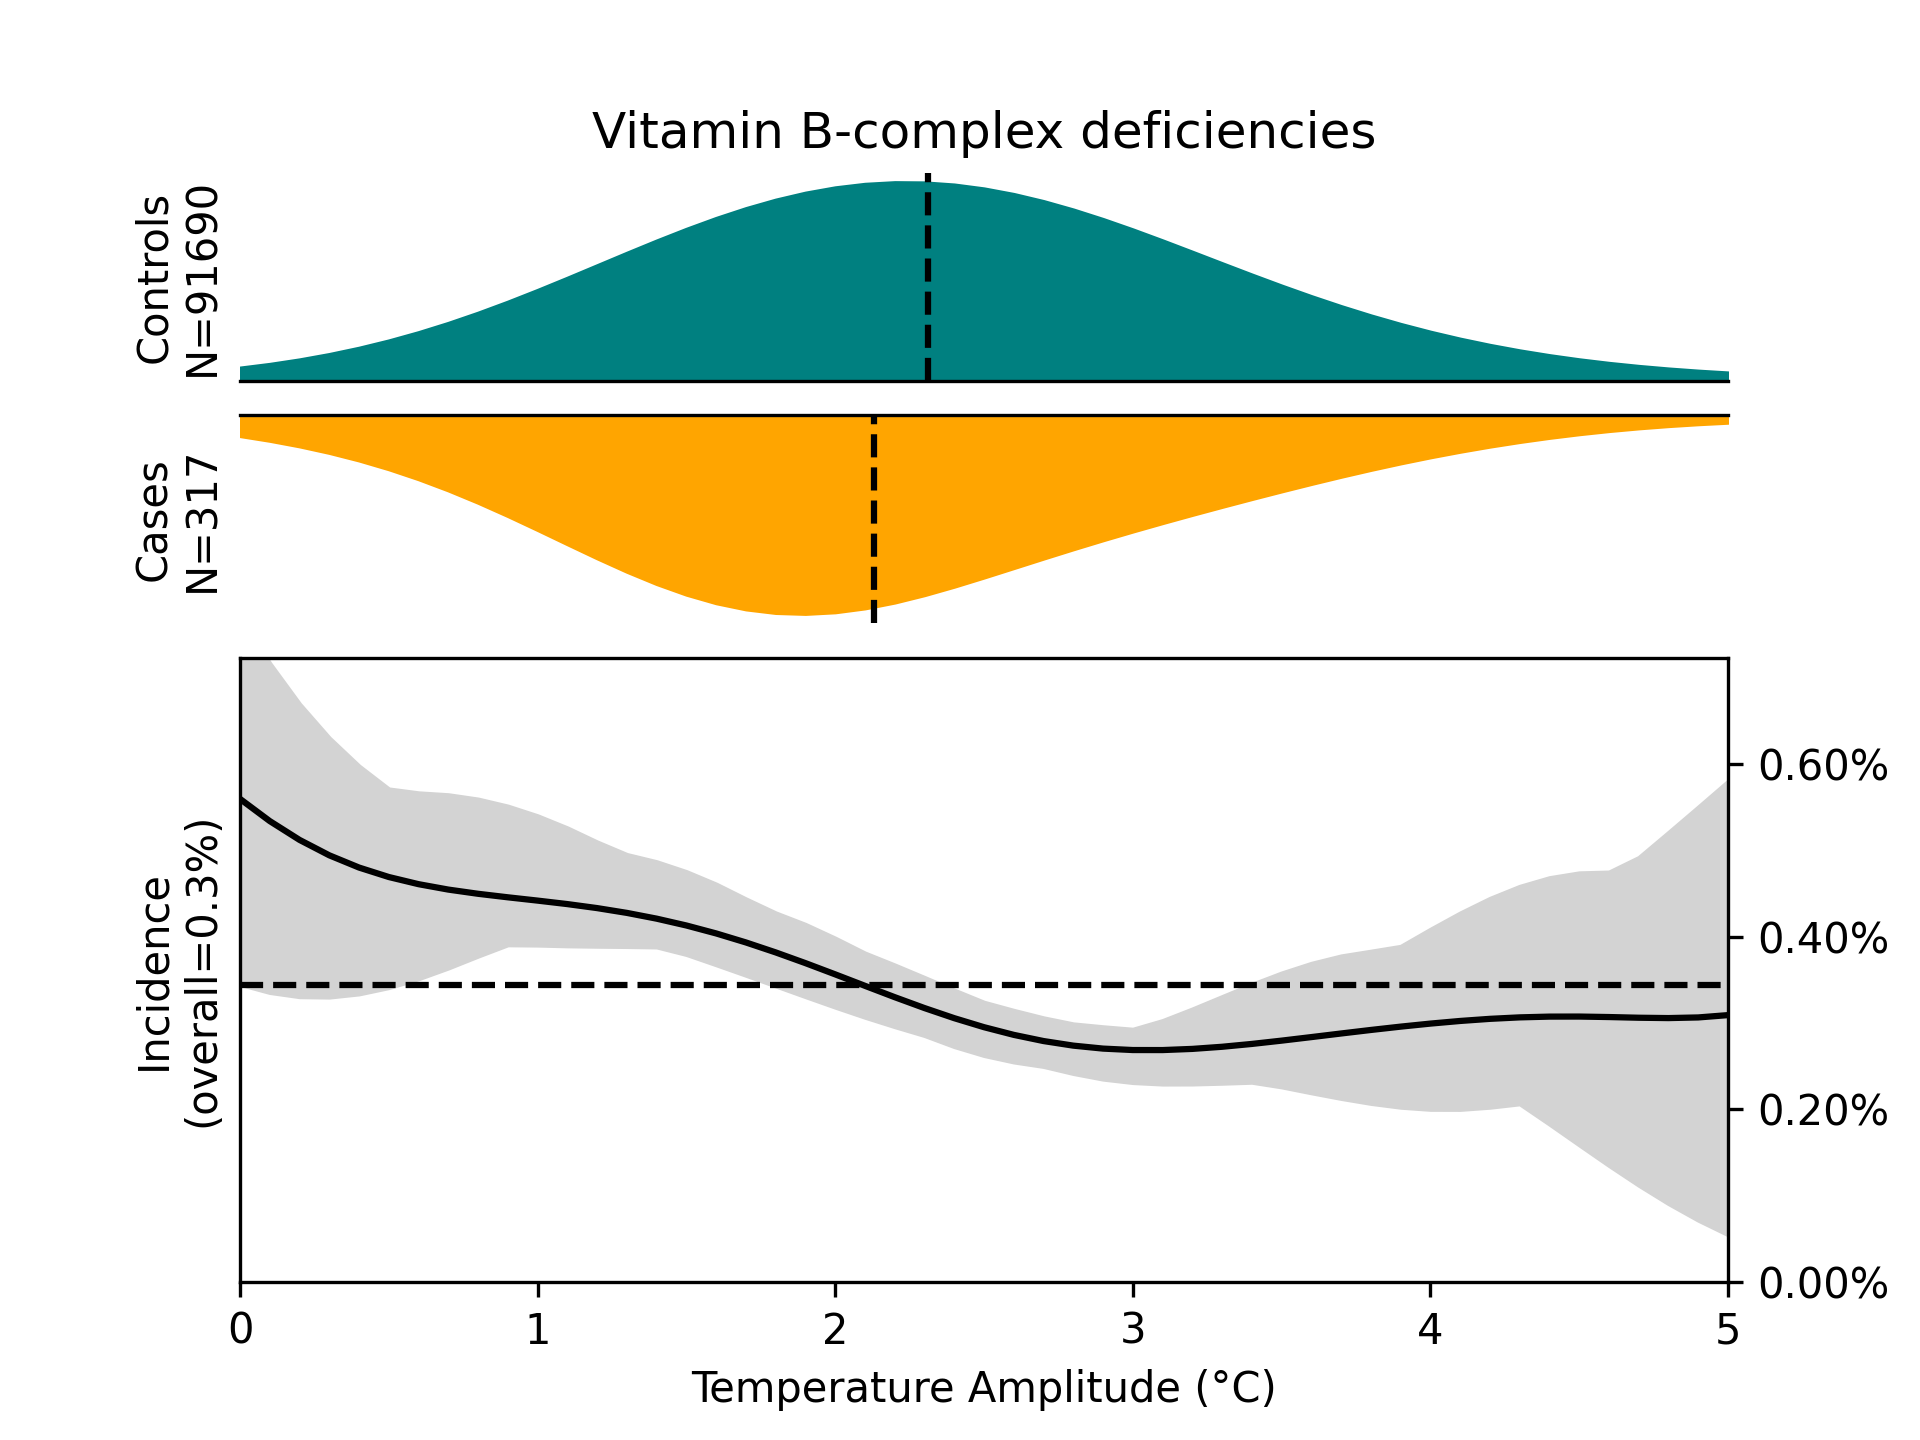 Vitamin B-complex deficiencies
Controls
N=91690
Cases
N=317
Incidence
(overall=0.3%)
0.60%
0.40%
0.20%
0.00%
0 1 2 3 4 5
Temperature Amplitude (°C)